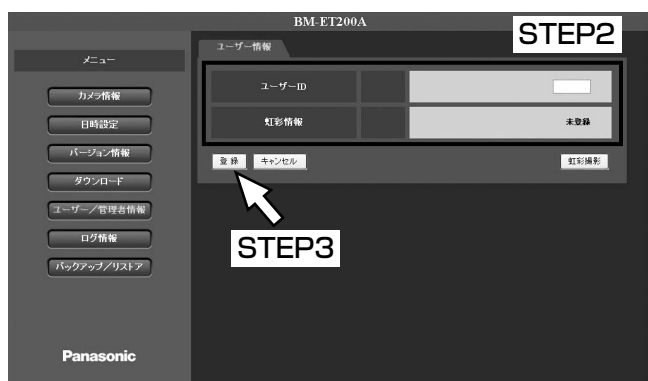 BM-ET200A
STEP2
メニュー
カメラ情報
日時設定
バージョン情報
ダウンロード
ユーザー／管理者情報
ログ情報
バックアップ/リストア
Panasonic
ユーザー情報
ユーザーID
虹彩情報
未登録
登録
キャンセル
虹彩撮影
STEP3